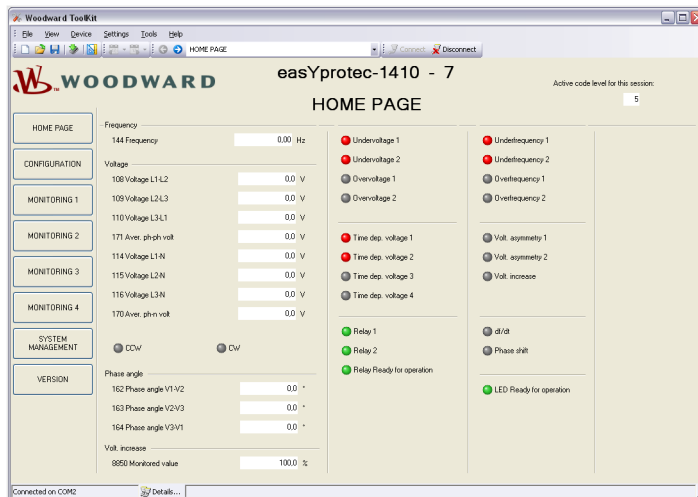 Woodward ToolKit
File View Device Settings Tools Help
HOME PAGE Connect Disconnect
WOODWARD
easYprotec-1410 - 7
HOME PAGE
Active code level for this session:
5
HOME PAGE
CONFIGURATION
MONITORING 1
MONITORING 2
MONITORING 3
MONITORING 4
SYSTEM
MANAGEMENT
VERSION
Frequency
144 Frequency 0,00 Hz
Voltage
108 Voltage L1-L2 0,0 V
109 Voltage L2-L3 0,0 V
110 Voltage L3-L1 0,0 V
171 Aver. ph-ph volt 0,0 V
114 Voltage L1-N 0,0 V
115 Voltage L2-N 0,0 V
116 Voltage L3-N 0,0 V
170 Aver. ph-n volt 0,0 V
CCW CW
Phase angle
162 Phase angle V1-V2 0,0 °
163 Phase angle V2-V3 0,0 °
164 Phase angle V3-V1 0,0 °
Volt. increase
8850 Monitored value 100,0 %
Undervoltage 1
Undervoltage 2
Overvoltage 1
Overvoltage 2
Time dep. voltage 1
Time dep. voltage 2
Time dep. voltage 3
Time dep. voltage 4
Relay 1
Relay 2
Relay Ready for operation
Underfrequency 1
Underfrequency 2
Overfrequency 1
Overfrequency 2
Volt. asymmetry 1
Volt. asymmetry 2
Volt. increase
df/dt
Phase shift
LED Ready for operation
Connected on COM2 Details...